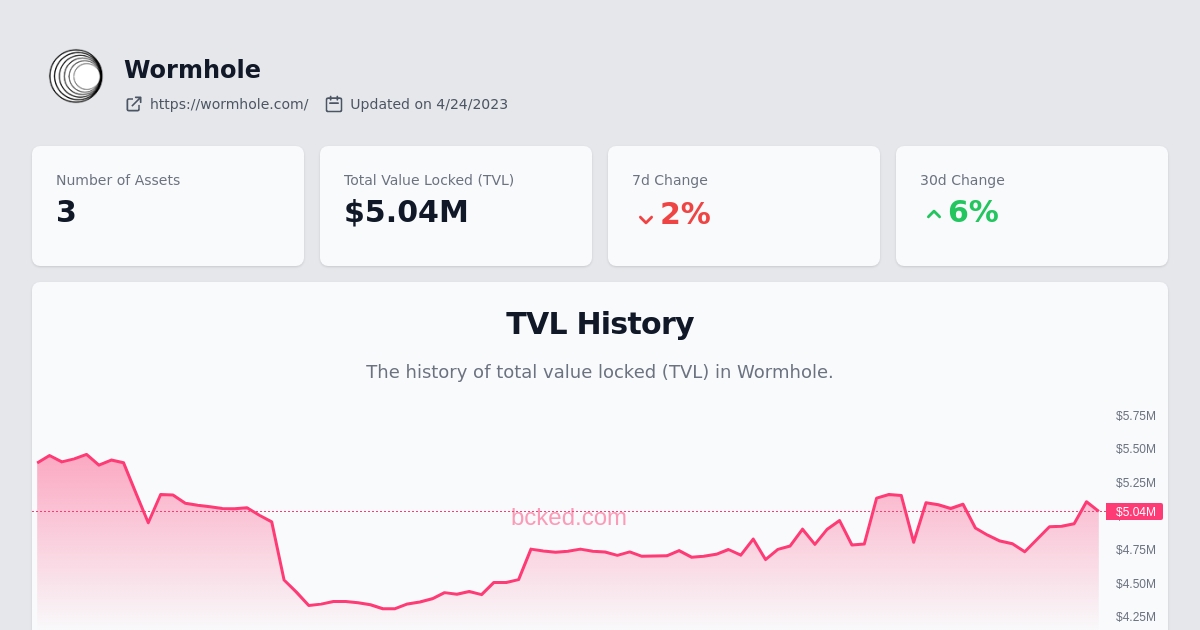 Wormhole
https://wormhole.com/ Updated on 4/24/2023
Number of Assets
3
Total Value Locked (TVL)
$5.04M
7d Change
2%
30d Change
6%
TVL History
The history of total value locked (TVL) in Wormhole.
$5.75M
$5.50M
$5.25M
bcked.com
$5.04M
$4.75M
$4.50M
$4.25M